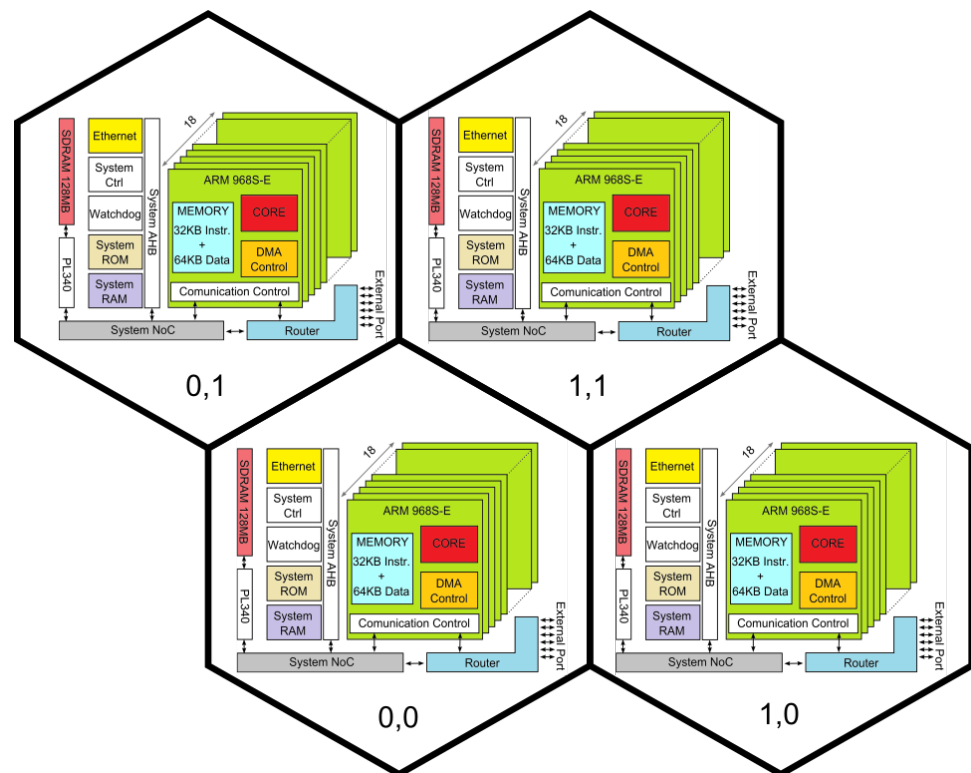 18
SDRAM 128MB
PL340
Ethernet
System
Ctrl
Watchdog
System
ROM
System
RAM
System AHB
ARM 968S-E
MEMORY
32KB Instr.
+
64KB Data
CORE
DMA
Control
Comunication Control
System NoC
Router
External Port
0,1
18
SDRAM 128MB
PL340
Ethernet
System
Ctrl
Watchdog
System
ROM
System
RAM
System AHB
ARM 968S-E
MEMORY
32KB Instr.
+
64KB Data
CORE
DMA
Control
Comunication Control
System NoC
Router
External Port
1,1
18
SDRAM 128MB
PL340
Ethernet
System
Ctrl
Watchdog
System
ROM
System
RAM
System AHB
ARM 968S-E
MEMORY
32KB Instr.
+
64KB Data
CORE
DMA
Control
Comunication Control
System NoC
Router
External Port
0,0
18
SDRAM 128MB
PL340
Ethernet
System
Ctrl
Watchdog
System
ROM
System
RAM
System AHB
ARM 968S-E
MEMORY
32KB Instr.
+
64KB Data
CORE
DMA
Control
Comunication Control
System NoC
Router
External Port
1,0